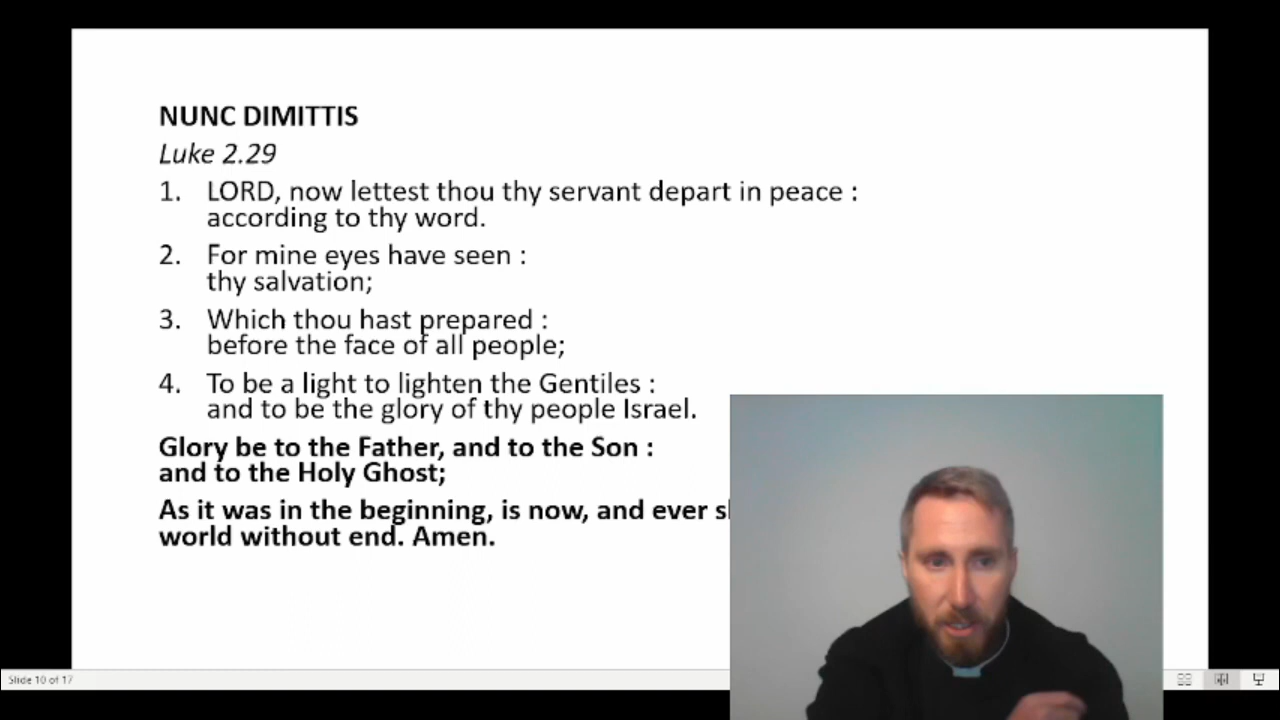 NUNC DIMITTIS
Luke 2.29
1. LORD, now lettest thou thy servant depart in peace :
according to thy word.
2. For mine eyes have seen :
thy salvation;
3. Which thou hast prepared :
before the face of all people;
4. To be a light to lighten the Gentiles :
and to be the glory of thy people Israel.
Glory be to the Father, and to the Son :
and to the Holy Ghost;
As it was in the beginning, is now, and ever
world without end. Amen.
Slide 10 of 17